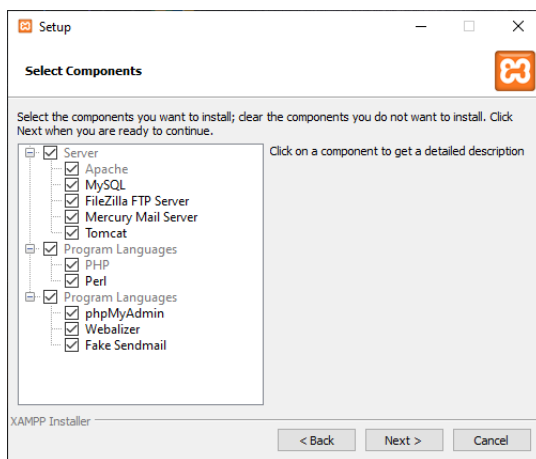 Setup
Select Components
Select the components you want to install; clear the components you do not want to install. Click
Next when you are ready to continue.
Server
Apache
MySQL
FileZilla FTP Server
Mercury Mail Server
Tomcat
Program Languages
PHP
Perl
Program Languages
phpMyAdmin
Webalizer
Fake Sendmail
Click on a component to get a detailed description
XAMPP Installer
< Back
Next >
Cancel